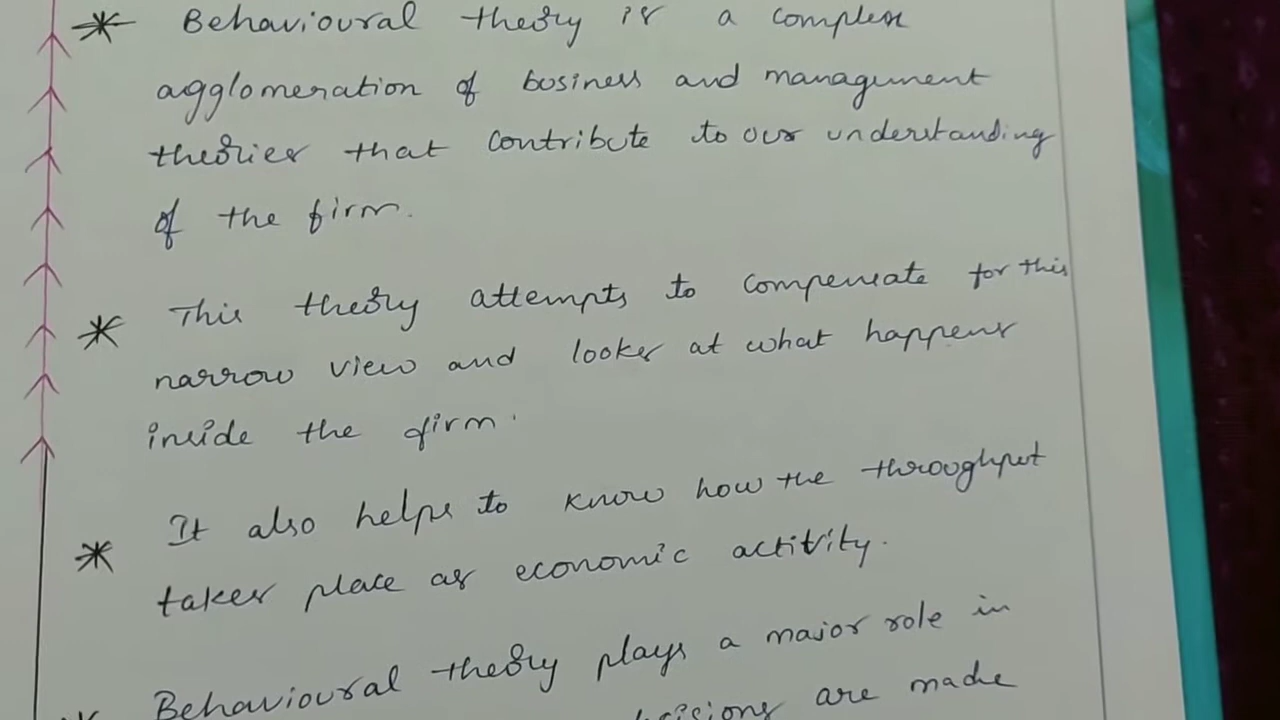 * Behavioural theory is a complex
agglomeration of business and management
theories that contribute to our understanding
of the firm.
* This theory attempts to compensate for this
narrow view and looks at what happens
inside the firm.
* It also helps to know how the throughput
takes place as economic activity.
* Behavioural theory plays a major role in
decisions are made